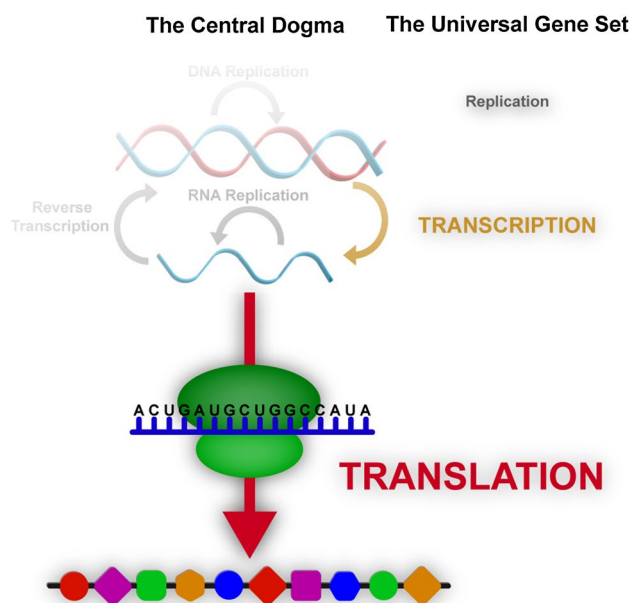 The Central Dogma
The Universal Gene Set
DNA Replication
Replication
RNA Replication
Reverse
Transcription
TRANSCRIPTION
ACUGAUGCUGGCCAUA
TRANSLATION